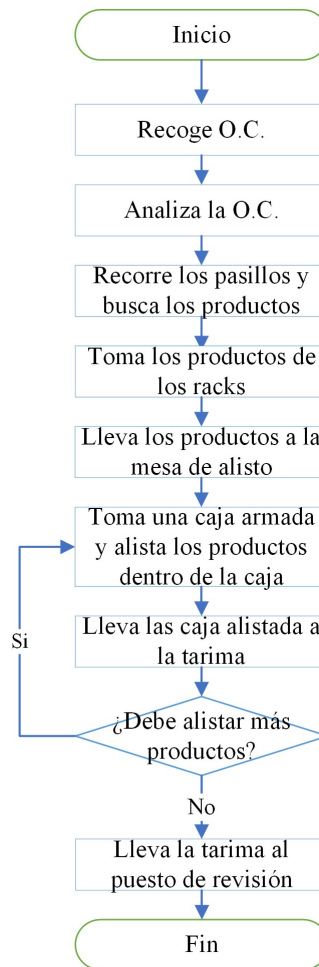 Inicio
Recoge O.C.
Analiza la O.C.
Recorre los pasillos y
busca los productos
Toma los productos de
los racks
Lleva los productos a la
mesa de alisto
Toma una caja armada
y alista los productos
dentro de la caja
Si
Lleva las caja alistada a
la tarima
¿Debe alistar más
productos?
No
Lleva la tarima al
puesto de revisión
Fin